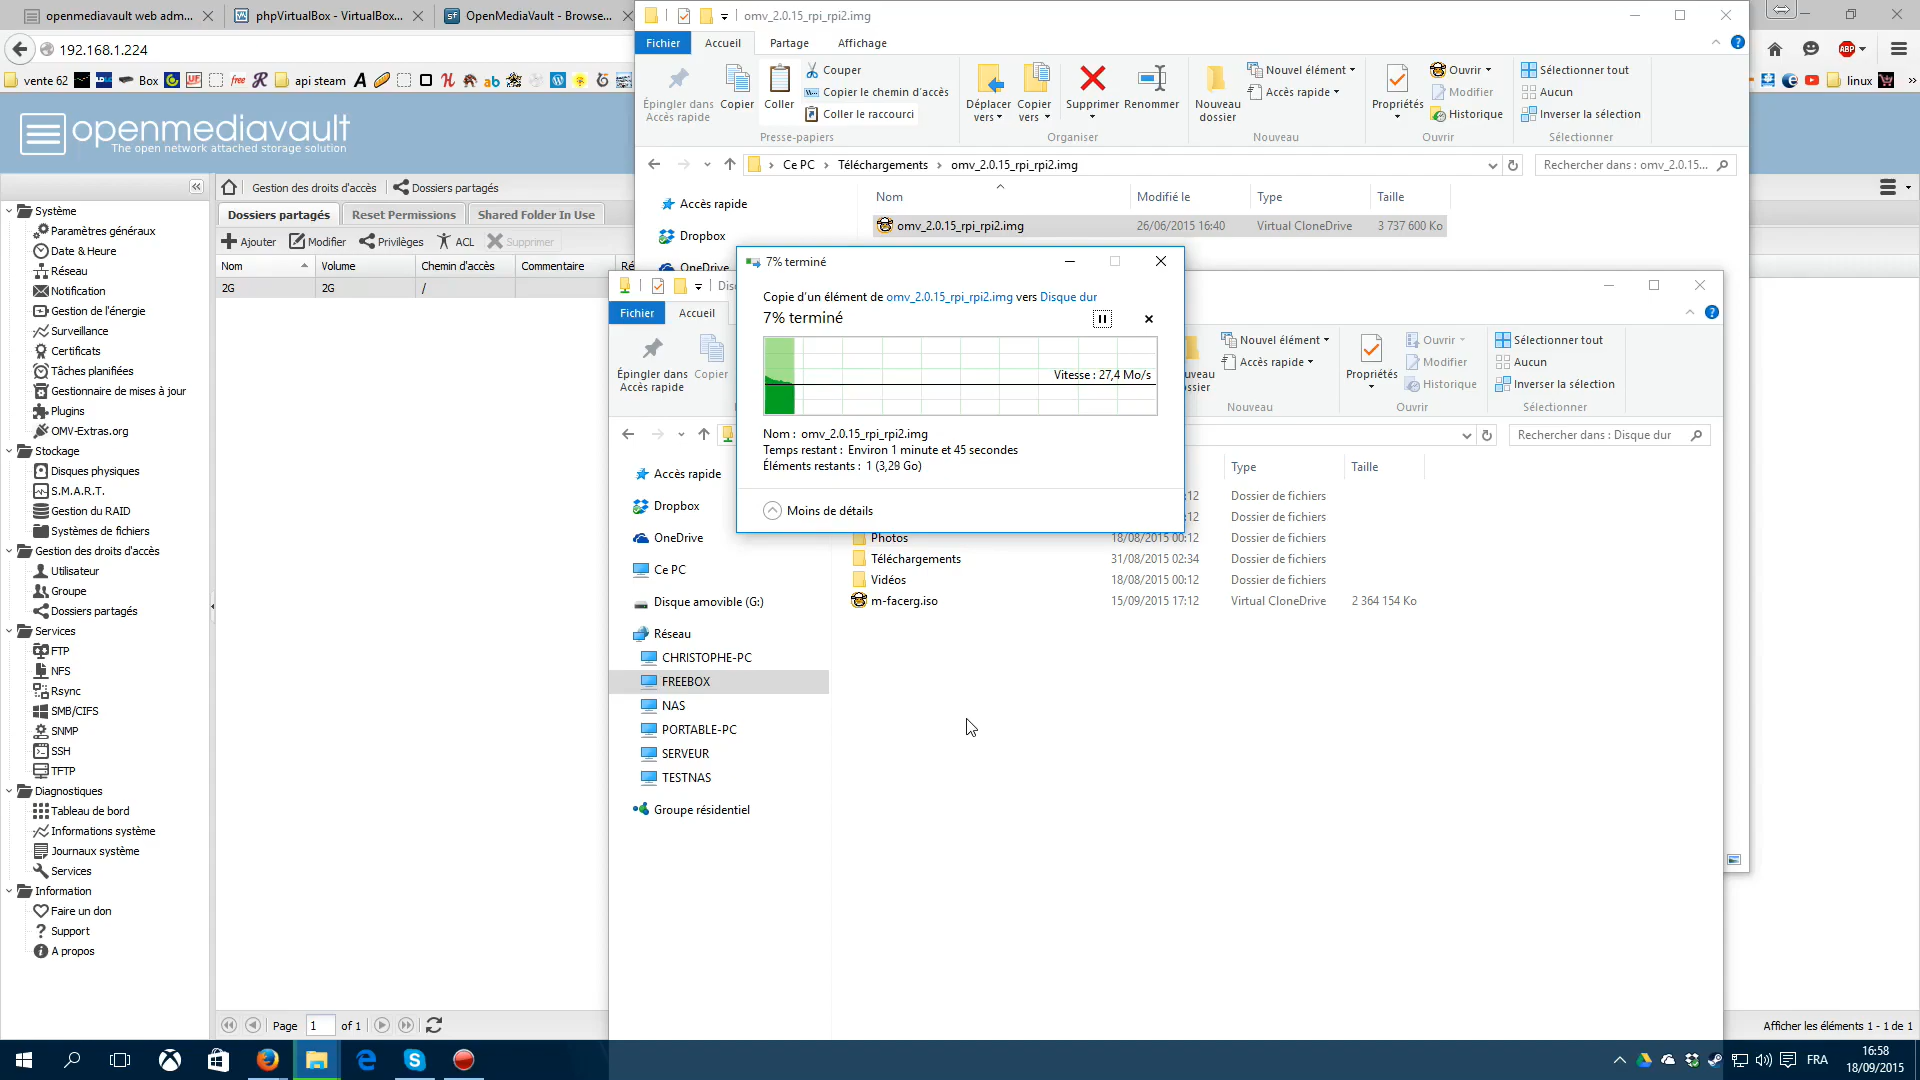 openmediavault web adm...
phpVirtualBox - VirtualBox...
OpenMediaVault - Browse...
omv_2.0.15_rpi_rpi2.img
192.168.1.224
Fichier
Accueil
Partage
Affichage
vente 62
Box
free
api steam
linux
ABP
openmediavault
The open network attached storage solution
Épingler dans
Accès rapide
Copier
Coller
Couper
Copier le chemin d'accès
Coller le raccourci
Presse-papiers
Déplacer
vers
Copier
vers
Supprimer
Renommer
Organiser
Nouveau
dossier
Nouvel élément
Accès rapide
Nouveau
Propriétés
Ouvrir
Modifier
Historique
Ouvrir
Sélectionner tout
Aucun
Inverser la sélection
Sélectionner
Ce PC
Téléchargements
omv_2.0.15_rpi_rpi2.img
Rechercher dans : omv_2.0.15...
Nom
Modifié le
Type
Taille
Accès rapide
Dropbox
OneDrive
omv_2.0.15_rpi_rpi2.img
26/06/2015 16:40
Virtual CloneDrive
3 737 600 Ko
Gestion des droits d'accès
Dossiers partagés
Dossiers partagés
Reset Permissions
Shared Folder In Use
Ajouter
Modifier
Privilèges
ACL
Supprimer
Nom
Volume
Chemin d'accès
Commentaire
Ré
2G
2G
/
Système
Paramètres généraux
Date & Heure
Réseau
Notification
Gestion de l'énergie
Surveillance
Certificats
Tâches planifiées
Gestionnaire de mises à jour
Plugins
OMV-Extras.org
Stockage
Disques physiques
S.M.A.R.T.
Gestion du RAID
Systèmes de fichiers
Gestion des droits d'accès
Utilisateur
Groupe
Dossiers partagés
Services
FTP
NFS
Rsync
SMB/CIFS
SNMP
SSH
TFTP
Diagnostiques
Tableau de bord
Informations système
Journaux système
Services
Information
Faire un don
Support
A propos
7% terminé
Copie d'un élément de omv_2.0.15_rpi_rpi2.img vers Disque dur
7% terminé
Vitesse : 27,4 Mo/s
Nom : omv_2.0.15_rpi_rpi2.img
Temps restant : Environ 1 minute et 45 secondes
Éléments restants : 1 (3,28 Go)
Moins de détails
Fichier
Accueil
Épingler dans
Accès rapide
Copier
Nouvel élément
Accès rapide
Nouveau
Propriétés
Ouvrir
Modifier
Historique
Ouvrir
Sélectionner tout
Aucun
Inverser la sélection
Sélectionner
Rechercher dans : Disque dur
Type
Taille
Accès rapide
Dropbox
OneDrive
Ce PC
Disque amovible (G:)
Réseau
CHRISTOPHE-PC
FREEBOX
NAS
PORTABLE-PC
SERVEUR
TESTNAS
Groupe résidentiel
:12
Dossier de fichiers
:12
Dossier de fichiers
Photos
18/08/2015 00:12
Dossier de fichiers
Téléchargements
31/08/2015 02:34
Dossier de fichiers
Vidéos
18/08/2015 00:12
Dossier de fichiers
m-facerg.iso
15/09/2015 17:12
Virtual CloneDrive
2 364 154 Ko
Page
1
of 1
Afficher les éléments 1 - 1 de 1
FRA
16:58
18/09/2015